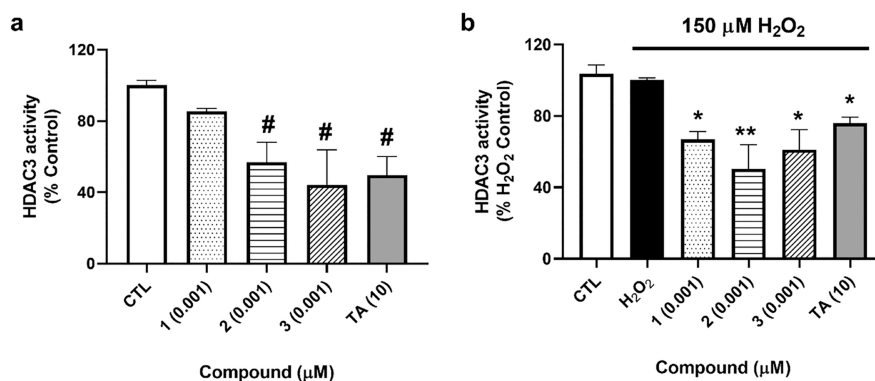 a
HDAC3 activity
(% Control)
120
80
40
0
#
#
#
CTL
1 (0.001)
2 (0.001)
3 (0.001)
TA (10)
Compound (μM)
b
150 μM H₂O₂
HDAC3 activity
(% H₂O₂ Control)
120
80
40
0
*
**
*
*
CTL
H₂O₂
1 (0.001)
2 (0.001)
3 (0.001)
TA (10)
Compound (μM)